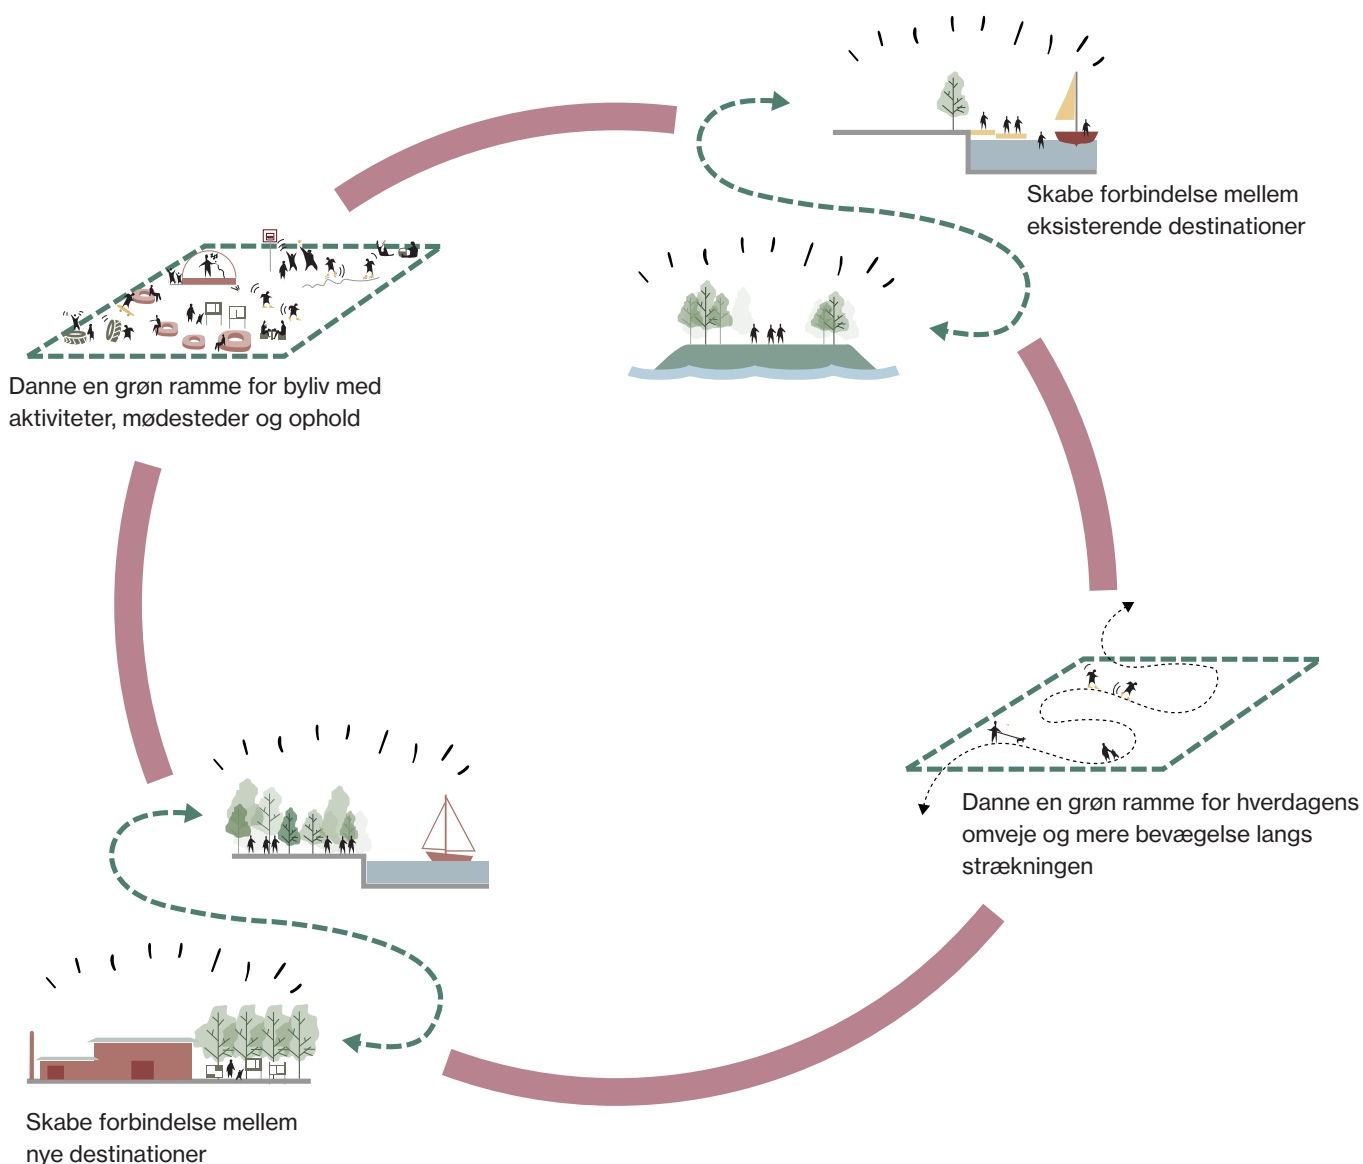 Skabe forbindelse mellem
eksisterende destinationer
Danne en grøn ramme for byliv med
aktiviteter, mødesteder og ophold
Danne en grøn ramme for hverdagens
omveje og mere bevægelse langs
strækningen
Skabe forbindelse mellem
nye destinationer